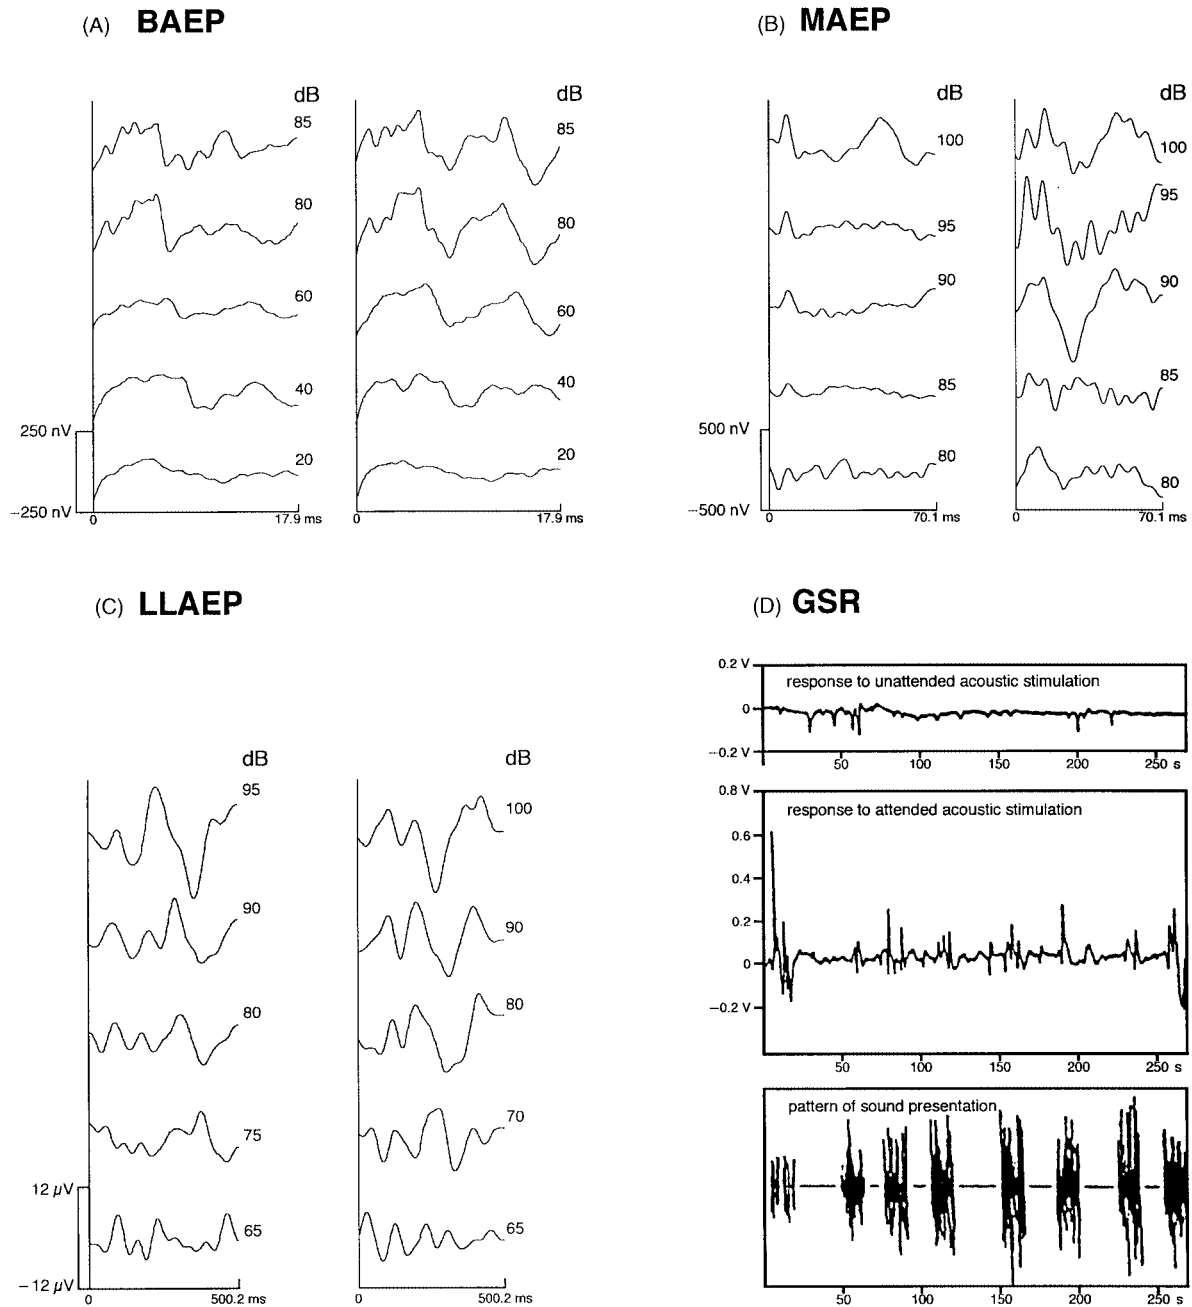 (A) BAEP
dB
85
80
60
40
20
250 nV
−250 nV
0
17.9 ms
dB
85
80
60
40
20
0
17.9 ms
(B) MAEP
dB
100
95
90
85
80
500 nV
−500 nV
0
70.1 ms
dB
100
95
90
85
80
0
70.1 ms
(C) LLAEP
dB
95
90
80
75
65
12 µV
−12 µV
0
500.2 ms
dB
100
90
80
70
65
0
500.2 ms
(D) GSR
0.2 V
response to unattended acoustic stimulation
0
−0.2 V
50 100 150 200 250 s
0.8 V
response to attended acoustic stimulation
0.6
0.4
0.2
0
−0.2 V
50 100 150 200 250 s
pattern of sound presentation
50 100 150 200 250 s